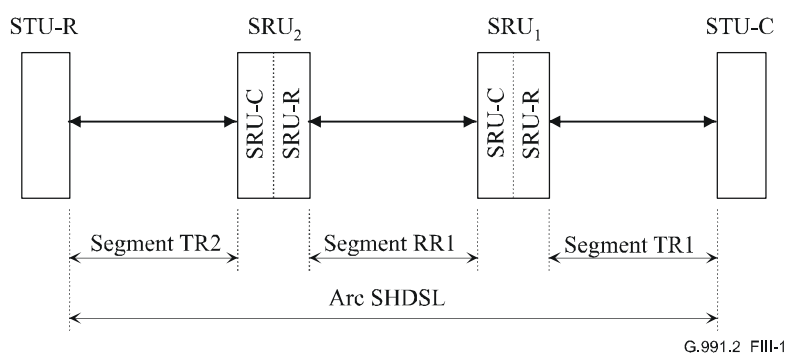 STU-R
SRU2
SRU1
STU-C
SRU-C
SRU-R
SRU-C
SRU-R
Segment TR2
Segment RR1
Segment TR1
Arc SHDSL
G.991.2 FIII-1